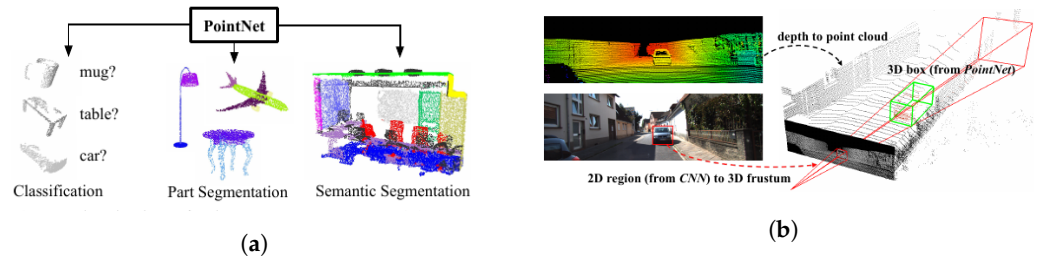 PointNet
mug?
table?
car?
Classification
Part Segmentation
Semantic Segmentation
(a)
depth to point cloud
3D box (from PointNet)
2D region (from CNN) to 3D frustum
(b)